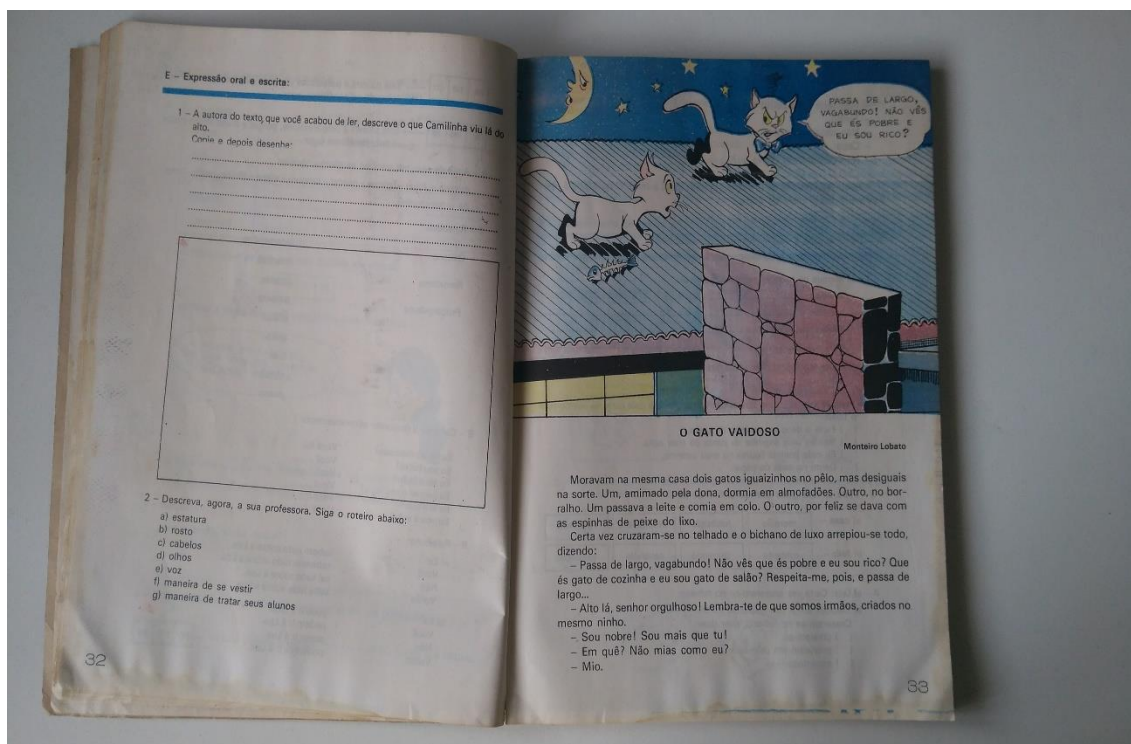 E – Expressão oral e escrita:
1 – A autora do texto, que você acabou de ler, descreve o que Camilinha viu lá do
alto.
Copie e depois desenhe:
2 – Descreva, agora, a sua professora. Siga o roteiro abaixo:
a) estatura
b) rosto
c) cabelos
d) olhos
e) voz
f) maneira de se vestir
g) maneira de tratar seus alunos
32
PASSA DE LARGO,
VAGABUNDO! NÃO VÊS
QUE ÉS POBRE E
EU SOU RICO?
O GATO VAIDOSO
Monteiro Lobato
Moravam na mesma casa dois gatos iguaizinhos no pêlo, mas desiguais
na sorte. Um, amimado pela dona, dormia em almofadões. Outro, no bor-
ralho. Um passava a leite e comia em colo. O outro, por feliz se dava com
as espinhas de peixe do lixo.
Certa vez cruzaram-se no telhado e o bichano de luxo arrepiou-se todo,
dizendo:
– Passa de largo, vagabundo! Não vês que és pobre e eu sou rico? Que
és gato de cozinha e eu sou gato de salão? Respeita-me, pois, e passa de
largo...
– Alto lá, senhor orgulhoso! Lembra-te de que somos irmãos, criados no
mesmo ninho.
– Sou nobre! Sou mais que tu!
– Em quê? Não mias como eu?
– Mio.
33